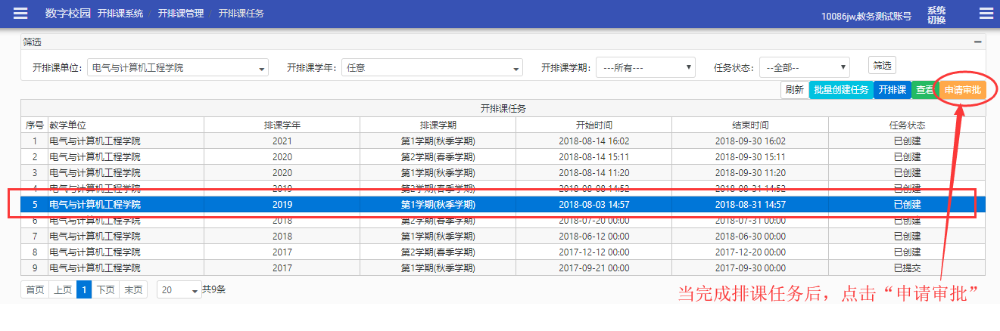 数字校园 开排课系统 / 开排课管理 / 开排课任务 10086jw,教务测试账号 系统切换
筛选
开排课单位: 电气与计算机工程学院 开排课学年: 任意 开排课学期: ---所有--- 任务状态: --全部-- 筛选
刷新 批量创建任务 开排课 查看 申请审批
开排课任务
序号 教学单位 排课学年 排课学期 开始时间 结束时间 任务状态
1 电气与计算机工程学院 2021 第1学期(秋季学期) 2018-08-14 16:02 2018-09-30 16:02 已创建
2 电气与计算机工程学院 2020 第2学期(春季学期) 2018-08-14 15:11 2018-09-30 15:11 已创建
3 电气与计算机工程学院 2020 第1学期(秋季学期) 2018-08-14 11:20 2018-09-30 11:20 已创建
4 电气与计算机工程学院 2019 第2学期(春季学期) 2018-08-08 14:52 2018-08-31 14:52 已创建
5 电气与计算机工程学院 2019 第1学期(秋季学期) 2018-08-03 14:57 2018-08-31 14:57 已创建
6 电气与计算机工程学院 2018 第2学期(春季学期) 2018-07-20 00:00 2018-07-31 00:00 已创建
7 电气与计算机工程学院 2018 第1学期(秋季学期) 2018-06-12 00:00 2018-06-30 00:00 已创建
8 电气与计算机工程学院 2017 第2学期(春季学期) 2017-12-12 00:00 2017-12-20 00:00 已创建
9 电气与计算机工程学院 2017 第1学期(秋季学期) 2017-09-21 00:00 2017-09-30 00:00 已提交
首页 上页 1 下页 末页 20 共9条
当完成排课任务后，点击“申请审批”